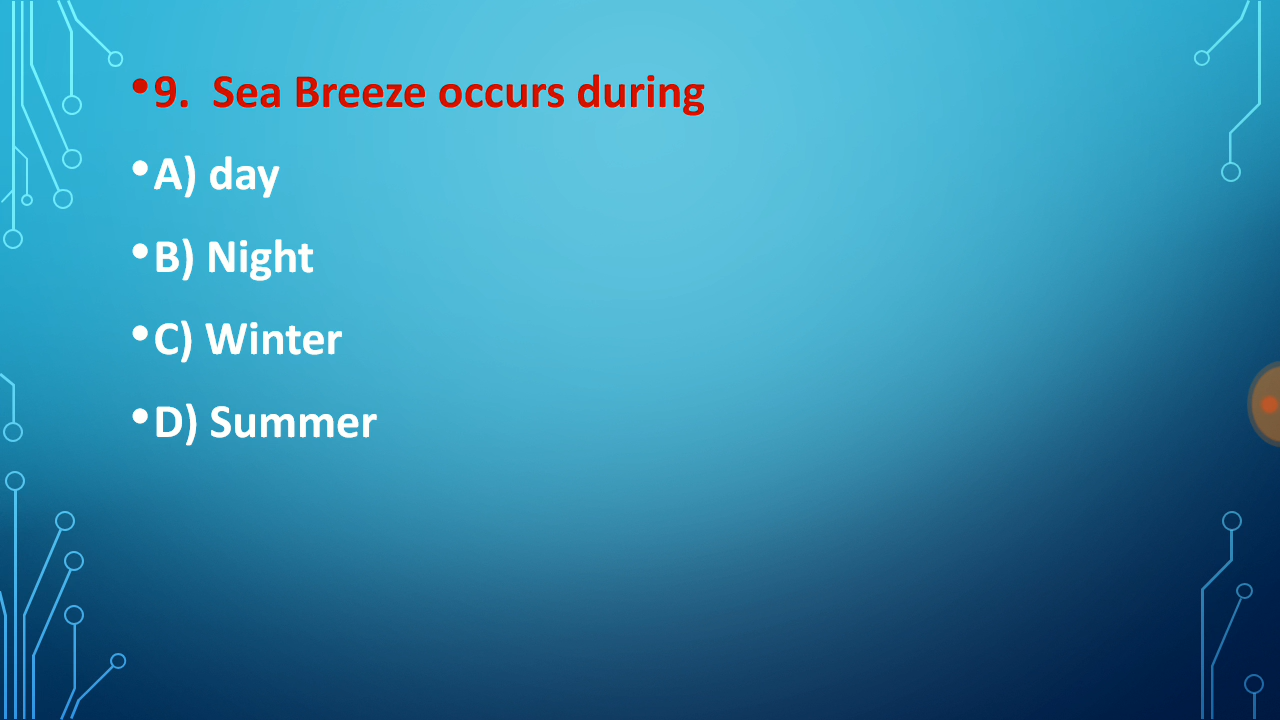 •9.  Sea Breeze occurs during
•A) day
•B) Night
•C) Winter
•D) Summer